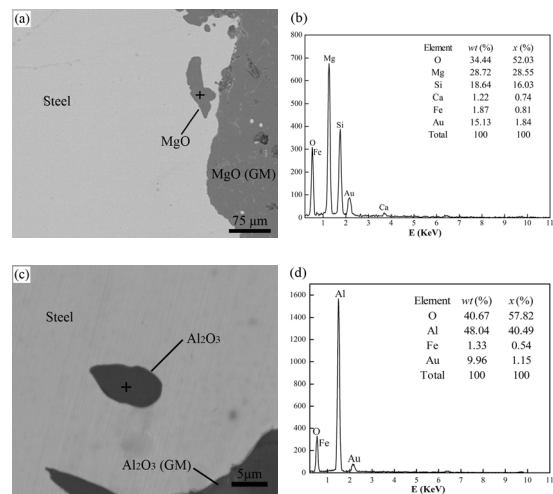 (a)
Steel
MgO
MgO (GM)
75 μm
(b)
Element wt (%) x (%)
O 34.44 52.03
Mg 28.72 28.55
Si 18.64 16.03
Ca 1.22 0.74
Fe 1.87 0.81
Au 15.13 1.84
Total 100 100
800
700
600
500
400
300
200
100
0
Mg
Si
O
Fe
Au
Ca
1 2 3 4 5 6 7 8 9 10 11
E (KeV)
(c)
Steel
Al2O3
Al2O3 (GM)
5μm
(d)
Element wt (%) x (%)
O 40.67 57.82
Al 48.04 40.49
Fe 1.33 0.54
Au 9.96 1.15
Total 100 100
1600
1400
1200
1000
800
600
400
200
0
Al
O
Fe
Au
0 1 2 3 4 5 6 7 8 9 10 11
E (KeV)